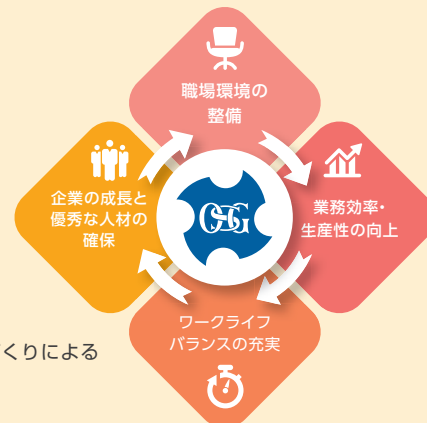 職場環境の
整備
企業の成長と
優秀な人材の
確保
OSG
業務効率・
生産性の向上
ワークライフ
バランスの充実
くりによる